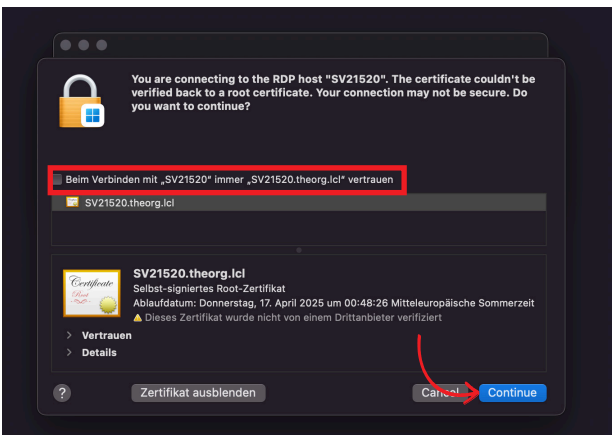 You are connecting to the RDP host "SV21520". The certificate couldn't be
verified back to a root certificate. Your connection may not be secure. Do
you want to continue?
Beim Verbinden mit „SV21520“ immer „SV21520.theorg.lcl“ vertrauen
SV21520.theorg.lcl
Certificate
Root
SV21520.theorg.lcl
Selbst-signiertes Root-Zertifikat
Ablaufdatum: Donnerstag, 17. April 2025 um 00:48:26 Mitteleuropäische Sommerzeit
Dieses Zertifikat wurde nicht von einem Drittanbieter verifiziert
> Vertrauen
> Details
? Zertifikat ausblenden Cancel Continue